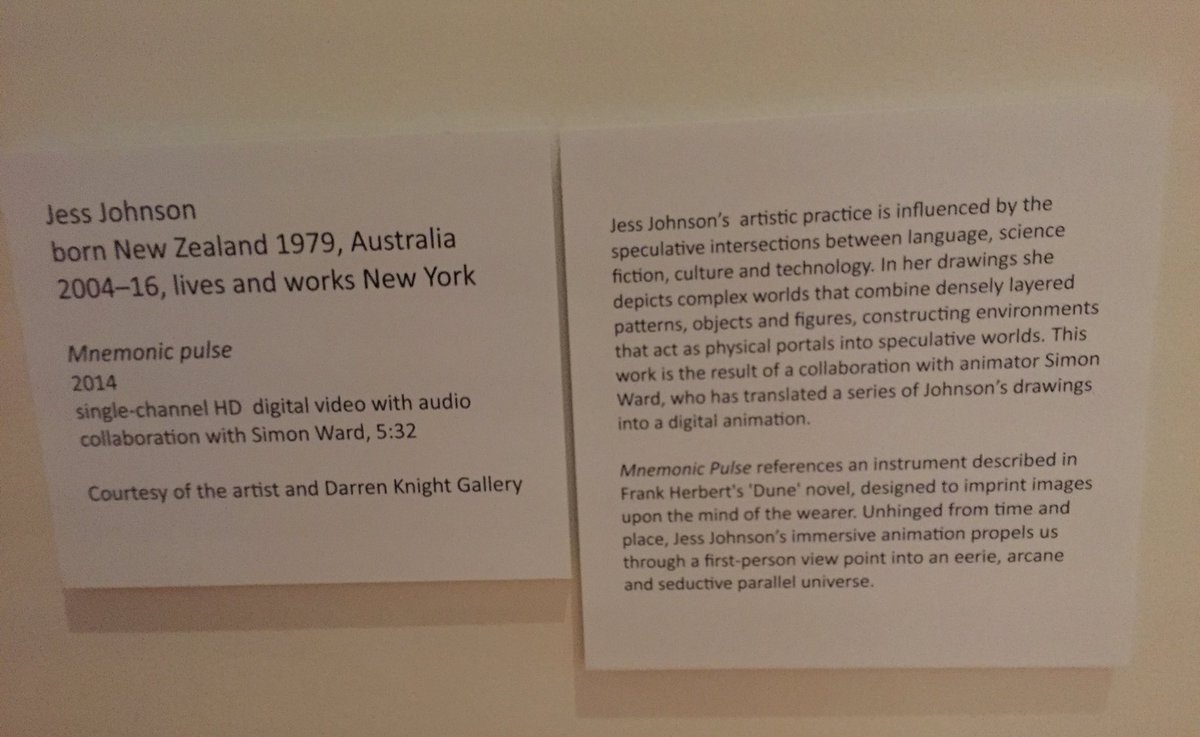 Jess Johnson
born New Zealand 1979, Australia
2004–16, lives and works New York
Mnemonic pulse
2014
single-channel HD  digital video with audio
collaboration with Simon Ward, 5:32
Courtesy of the artist and Darren Knight Gallery
Jess Johnson’s  artistic practice is influenced by the
speculative intersections between language, science
fiction, culture and technology. In her drawings she
depicts complex worlds that combine densely layered
patterns, objects and figures, constructing environments
that act as physical portals into speculative worlds. This
work is the result of a collaboration with animator Simon
Ward, who has translated a series of Johnson’s drawings
into a digital animation.
Mnemonic Pulse references an instrument described in
Frank Herbert's 'Dune' novel, designed to imprint images
upon the mind of the wearer. Unhinged from time and
place, Jess Johnson’s immersive animation propels us
through a first-person view point into an eerie, arcane
and seductive parallel universe.